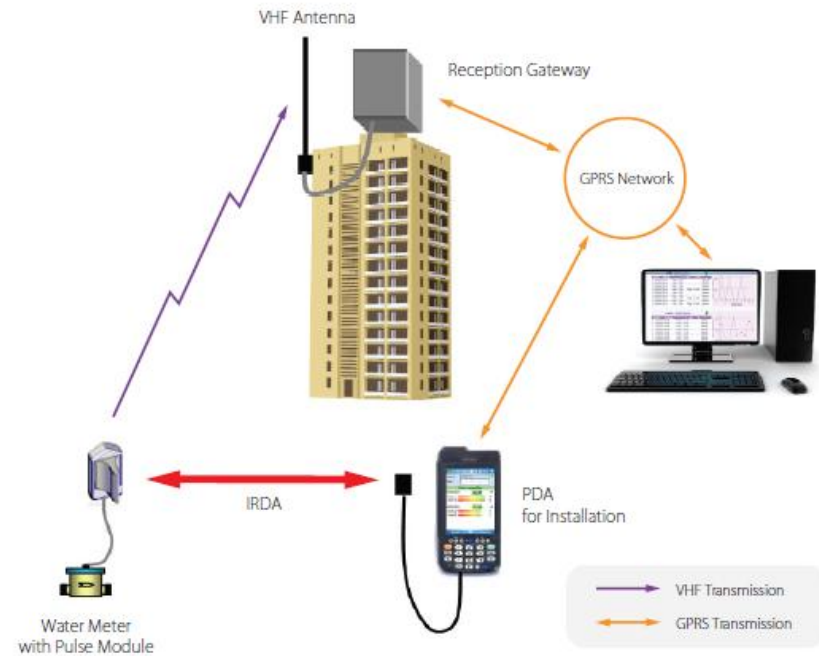 VHF Antenna
Reception Gateway
GPRS Network
IRDA
PDA
for Installation
Water Meter
with Pulse Module
VHF Transmission
GPRS Transmission